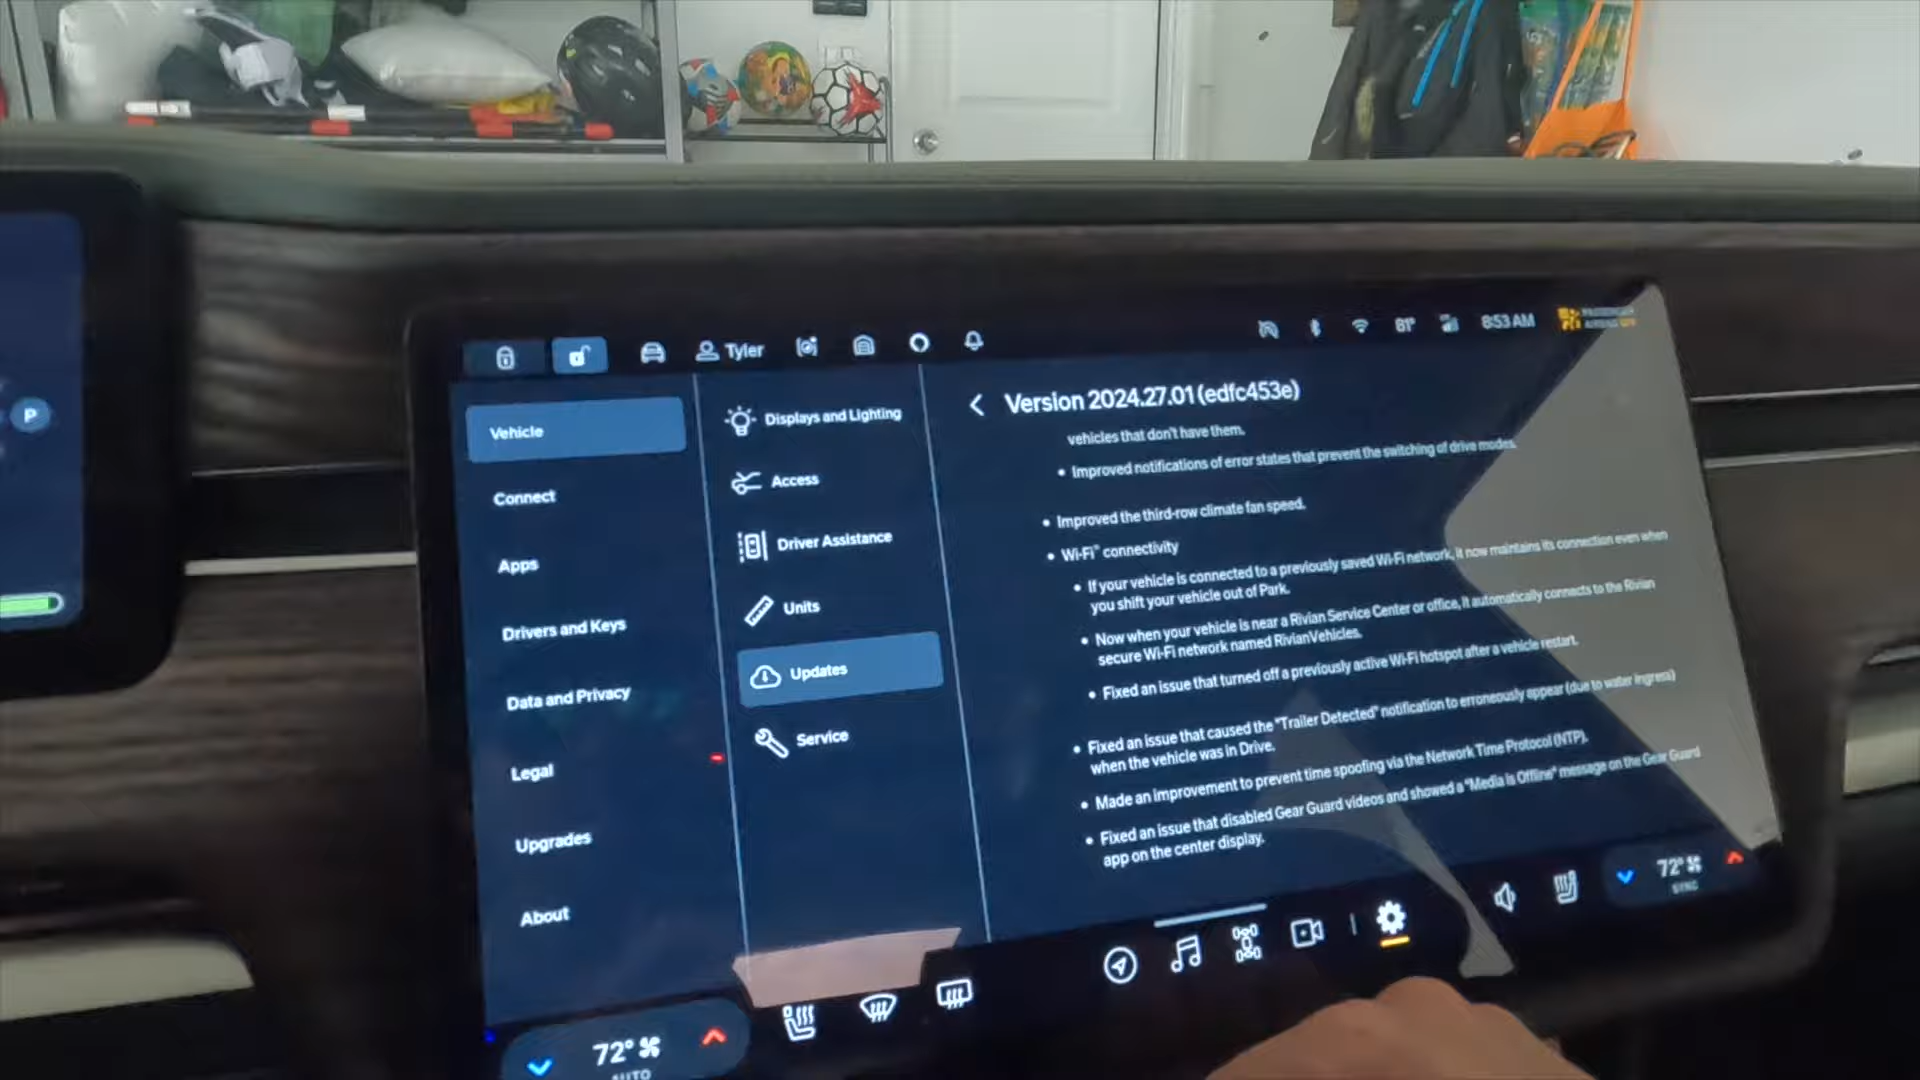 Tyler
81°
8:53 AM
PASSENGER
AIRBAG OFF
Vehicle
Connect
Apps
Drivers and Keys
Data and Privacy
Legal
Upgrades
About
Displays and Lighting
Access
Driver Assistance
Units
Updates
Service
Version 2024.27.01 (edfc453e)
vehicles that don't have them.
• Improved notifications of error states that prevent the switching of drive modes.
• Improved the third-row climate fan speed.
• Wi-Fi® connectivity
• If your vehicle is connected to a previously saved Wi-Fi network, it now maintains its connection even when
you shift your vehicle out of Park.
• Now when your vehicle is near a Rivian Service Center or office, it automatically connects to the Rivian
secure Wi-Fi network named RivianVehicles.
• Fixed an issue that turned off a previously active Wi-Fi hotspot after a vehicle restart.
• Fixed an issue that caused the "Trailer Detected" notification to erroneously appear (due to water ingress)
when the vehicle was in Drive.
• Made an improvement to prevent time spoofing via the Network Time Protocol (NTP).
• Fixed an issue that disabled Gear Guard videos and showed a "Media is Offline" message on the Gear Guard
app on the center display.
P
72°
AUTO
72°
SYNC